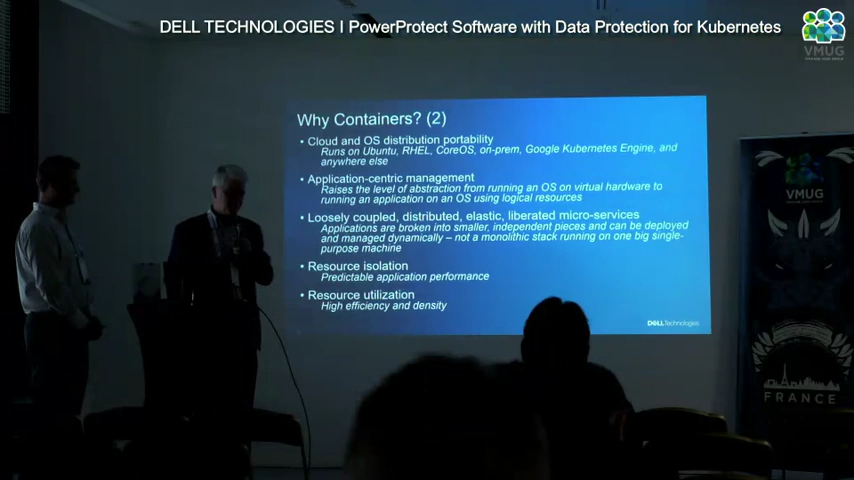 DELL TECHNOLOGIES I PowerProtect Software with Data Protection for Kubernetes
VMUG
Why Containers? (2)
• Cloud and OS distribution portability
Runs on Ubuntu, RHEL, CoreOS, on-prem, Google Kubernetes Engine, and
anywhere else
• Application-centric management
Raises the level of abstraction from running an OS on virtual hardware to
running an application on an OS using logical resources
• Loosely coupled, distributed, elastic, liberated micro-services
Applications are broken into smaller, independent pieces and can be deployed
and managed dynamically – not a monolithic stack running on one big single-
purpose machine
• Resource isolation
Predictable application performance
• Resource utilization
High efficiency and density
DELLTechnologies
VMUG
FRANCE